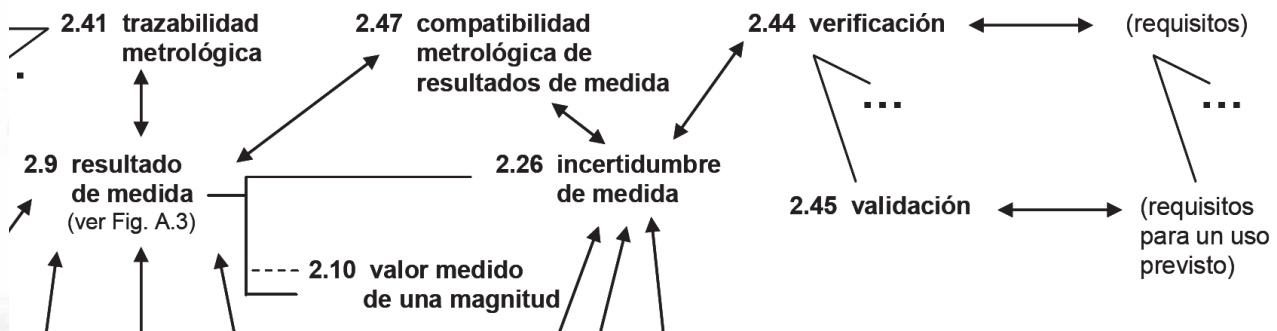 2.41 trazabilidad
metrológica
2.47 compatibilidad
metrológica de
resultados de medida
2.44 verificación
(requisitos)
...
...
2.9 resultado
de medida
(ver Fig. A.3)
2.26 incertidumbre
de medida
2.45 validación
(requisitos
para un uso
previsto)
2.10 valor medido
de una magnitud